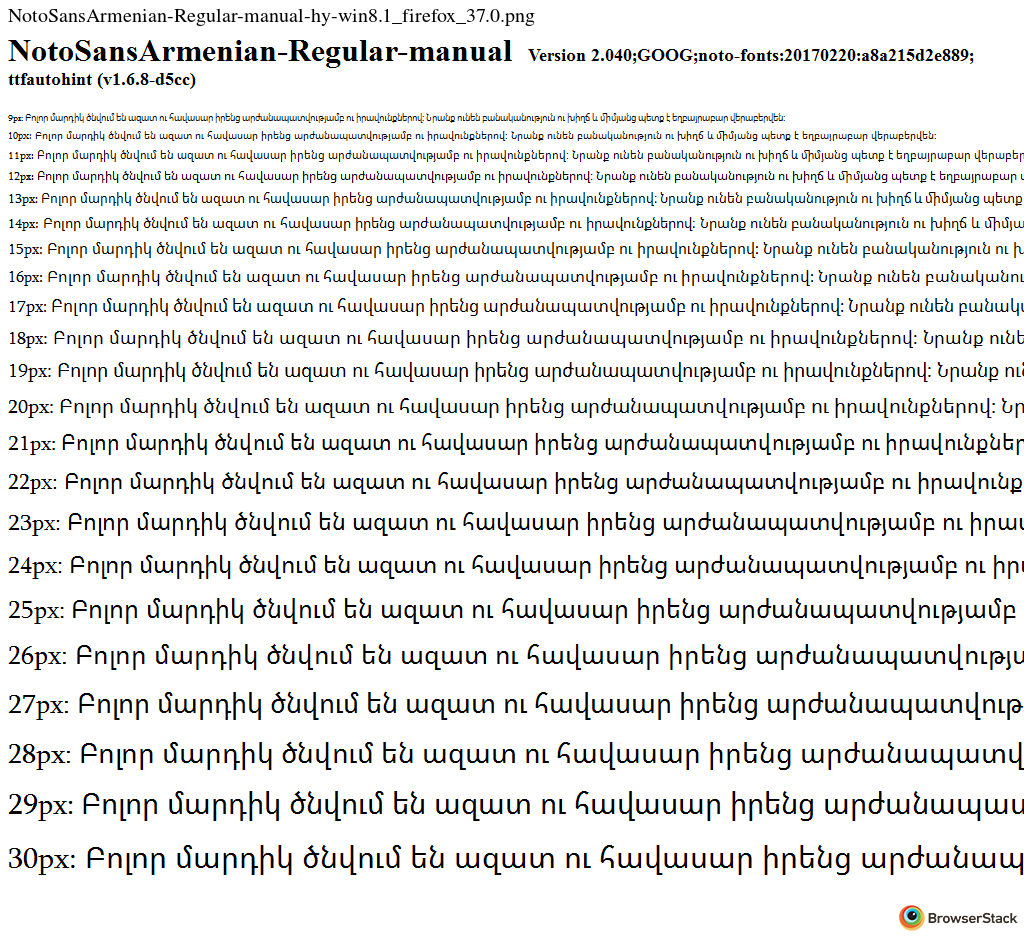 NotoSansArmenian-Regular-manual-hy-win8.1_firefox_37.0.png
NotoSansArmenian-Regular-manual Version 2.040;GOOG;noto-fonts:20170220:a8a215d2e889;
ttfautohint (v1.6.8-d5cc)
9px: Բոլոր մարդիկ ծնվում են ազատ ու հավասար իրենց արժանապատվությամբ ու իրավունքներով։ Նրանք ունեն բանականություն ու խիղճ և միմյանց պետք է եղբայրաբար վերաբերվեն։
10px: Բոլոր մարդիկ ծնվում են ազատ ու հավասար իրենց արժանապատվությամբ ու իրավունքներով։ Նրանք ունեն բանականություն ու խիղճ և միմյանց պետք է եղբայրաբար վերաբերվեն։
11px: Բոլոր մարդիկ ծնվում են ազատ ու հավասար իրենց արժանապատվությամբ ու իրավունքներով։ Նրանք ունեն բանականություն ու խիղճ և միմյանց պետք է եղբայրաբար վերաբեր
12px: Բոլոր մարդիկ ծնվում են ազատ ու հավասար իրենց արժանապատվությամբ ու իրավունքներով։ Նրանք ունեն բանականություն ու խիղճ և միմյանց պետք է եղբայրաբար
13px: Բոլոր մարդիկ ծնվում են ազատ ու հավասար իրենց արժանապատվությամբ ու իրավունքներով։ Նրանք ունեն բանականություն ու խիղճ և միմյանց պետք
14px: Բոլոր մարդիկ ծնվում են ազատ ու հավասար իրենց արժանապատվությամբ ու իրավունքներով։ Նրանք ունեն բանականություն ու խիղճ և միմյա
15px: Բոլոր մարդիկ ծնվում են ազատ ու հավասար իրենց արժանապատվությամբ ու իրավունքներով։ Նրանք ունեն բանականություն ու
16px: Բոլոր մարդիկ ծնվում են ազատ ու հավասար իրենց արժանապատվությամբ ու իրավունքներով։ Նրանք ունեն բանականու
17px: Բոլոր մարդիկ ծնվում են ազատ ու հավասար իրենց արժանապատվությամբ ու իրավունքներով։ Նրանք ունեն բանակ
18px: Բոլոր մարդիկ ծնվում են ազատ ու հավասար իրենց արժանապատվությամբ ու իրավունքներով։ Նրանք ունե
19px: Բոլոր մարդիկ ծնվում են ազատ ու հավասար իրենց արժանապատվությամբ ու իրավունքներով։ Նրանք ու
20px: Բոլոր մարդիկ ծնվում են ազատ ու հավասար իրենց արժանապատվությամբ ու իրավունքներով։ Նր
21px: Բոլոր մարդիկ ծնվում են ազատ ու հավասար իրենց արժանապատվությամբ ու իրավունքներ
22px: Բոլոր մարդիկ ծնվում են ազատ ու հավասար իրենց արժանապատվությամբ ու իրավունք
23px: Բոլոր մարդիկ ծնվում են ազատ ու հավասար իրենց արժանապատվությամբ ու իրավ
24px: Բոլոր մարդիկ ծնվում են ազատ ու հավասար իրենց արժանապատվությամբ ու իր
25px: Բոլոր մարդիկ ծնվում են ազատ ու հավասար իրենց արժանապատվությամբ
26px: Բոլոր մարդիկ ծնվում են ազատ ու հավասար իրենց արժանապատվությա
27px: Բոլոր մարդիկ ծնվում են ազատ ու հավասար իրենց արժանապատվութ
28px: Բոլոր մարդիկ ծնվում են ազատ ու հավասար իրենց արժանապատվ
29px: Բոլոր մարդիկ ծնվում են ազատ ու հավասար իրենց արժանապատ
30px: Բոլոր մարդիկ ծնվում են ազատ ու հավասար իրենց արժանապ
BrowserStack